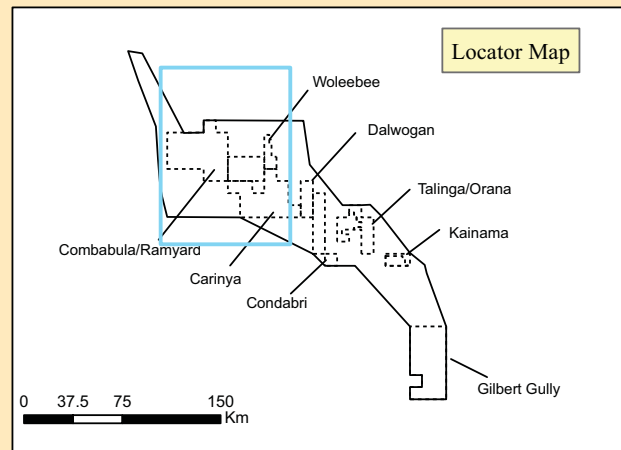 Locator Map
Woleebee
Dalwogan
Talinga/Orana
Kainama
Combabula/Ramyard
Carinya
Condabri
Gilbert Gully
0 37.5 75 150
Km